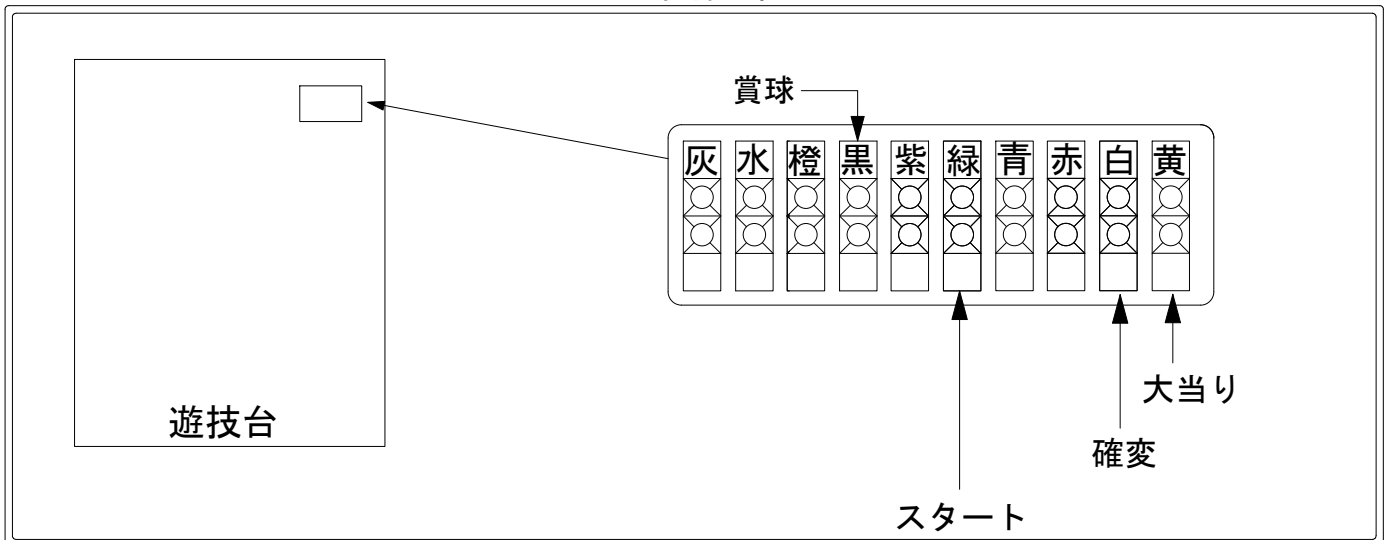 賞球
灰 水 橙 黒 紫 緑 青 赤 白 黄
大当り
遊技台
確変
スタート